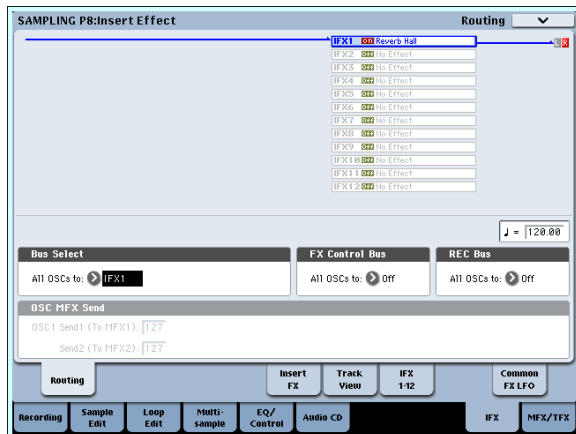 SAMPLING P8:Insert Effect Routing
IFX1 On Reverb Hall
L R
IFX2 Off No Effect
IFX3 Off No Effect
IFX4 Off No Effect
IFX5 Off No Effect
IFX6 Off No Effect
IFX7 Off No Effect
IFX8 Off No Effect
IFX9 Off No Effect
IFX10 Off No Effect
IFX11 Off No Effect
IFX12 Off No Effect
♩ = 120.00
Bus Select FX Control Bus REC Bus
All OSCs to: IFX1 All OSCs to: Off All OSCs to: Off
OSC MFX Send
OSC1 Send1 (To MFX1): 127
Send2 (To MFX2): 127
Routing Insert FX Track View IFX 1-12 Common FX LFO
Recording Sample Edit Loop Edit Multi-sample EQ/Control Audio CD IFX MFX/TFX